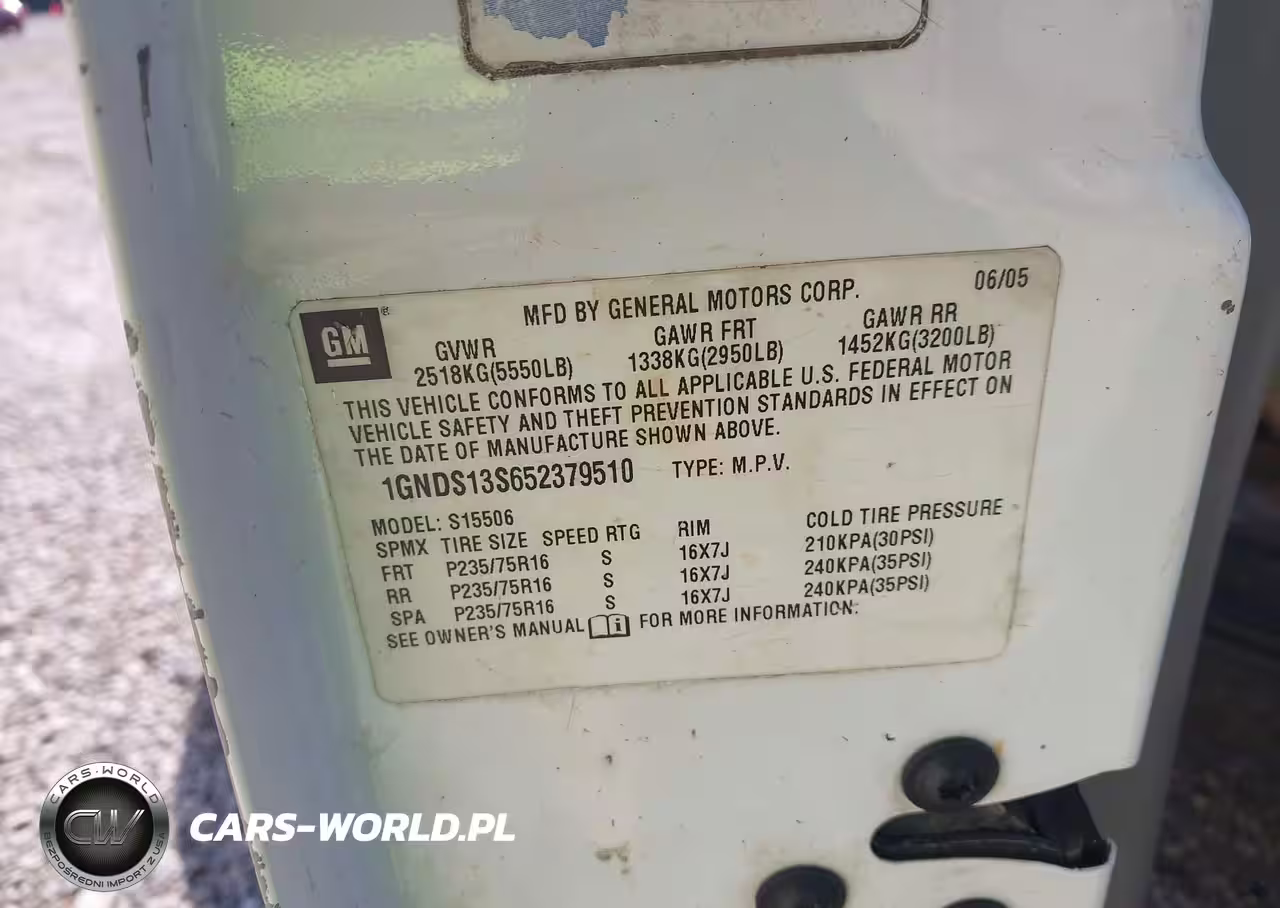 06/05
MFD BY GENERAL MOTORS CORP.
GM®
GVWR GAWR FRT GAWR RR
2518KG(5550LB) 1338KG(2950LB) 1452KG(3200LB)
THIS VEHICLE CONFORMS TO ALL APPLICABLE U.S. FEDERAL MOTOR
VEHICLE SAFETY AND THEFT PREVENTION STANDARDS IN EFFECT ON
THE DATE OF MANUFACTURE SHOWN ABOVE.
1GNDS13S652379510 TYPE: M.P.V.
MODEL: S15506
SPMX TIRE SIZE SPEED RTG RIM COLD TIRE PRESSURE
FRT P235/75R16 S 16X7J 210KPA(30PSI)
RR P235/75R16 S 16X7J 240KPA(35PSI)
SPA P235/75R16 S 16X7J 240KPA(35PSI)
SEE OWNER'S MANUAL i FOR MORE INFORMATION.
CARS-WORLD
CW
BEZPOŚREDNI IMPORT Z USA
CARS-WORLD.PL